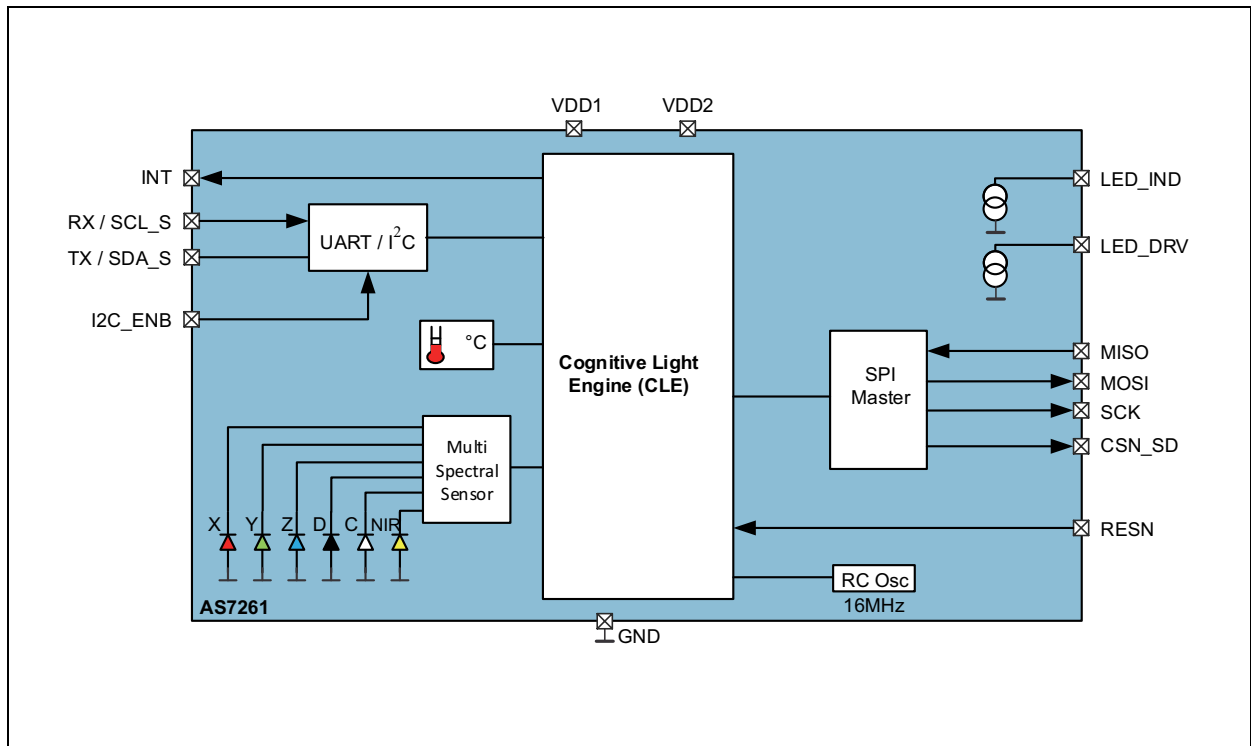 VDD1
VDD2
INT
RX / SCL_S
TX / SDA_S
I2C_ENB
UART / I²C
°C
Multi
Spectral
Sensor
X Y Z D C NIR
Cognitive Light
Engine (CLE)
LED_IND
LED_DRV
SPI
Master
MISO
MOSI
SCK
CSN_SD
RESN
RC Osc
16MHz
AS7261
GND